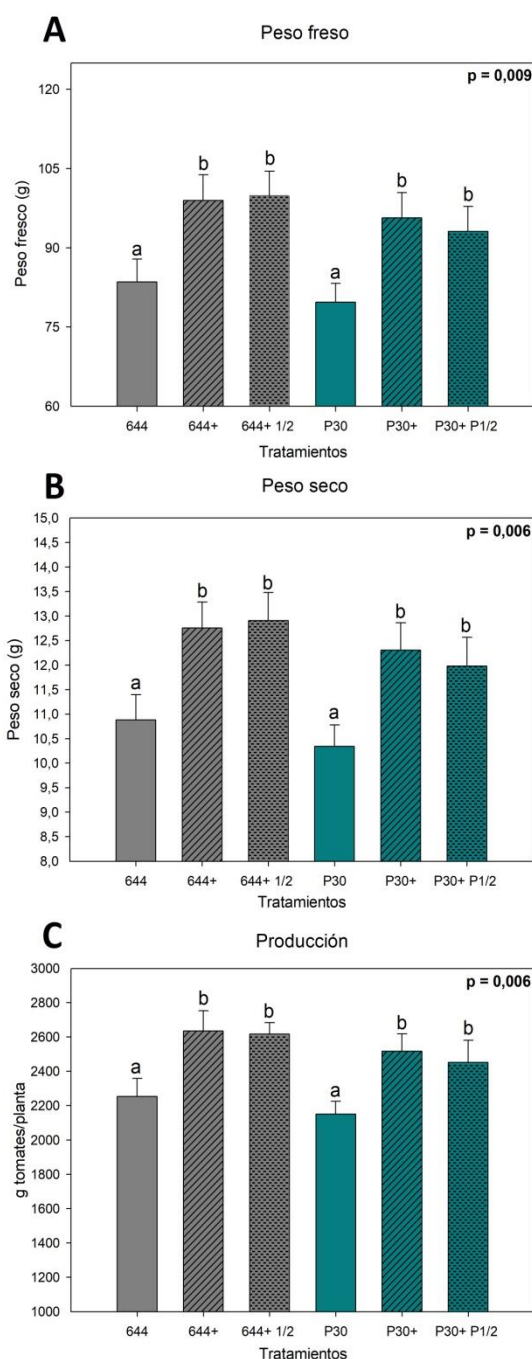 A
Peso freso
p = 0,009
120
105
90
75
60
Peso fresco (g)
a
b
b
a
b
b
644
644+
644+ 1/2
P30
P30+
P30+ P1/2
Tratamientos
B
Peso seco
p = 0,006
15,0
14,5
14,0
13,5
13,0
12,5
12,0
11,5
11,0
10,5
10,0
9,5
9,0
8,5
8,0
Peso seco (g)
a
b
b
a
b
b
644
644+
644+ 1/2
P30
P30+
P30+ P1/2
Tratamientos
C
Producción
p = 0,006
3000
2800
2600
2400
2200
2000
1800
1600
1400
1200
1000
g tomates/planta
a
b
b
a
b
b
644
644+
644+ 1/2
P30
P30+
P30+ P1/2
Tratamientos